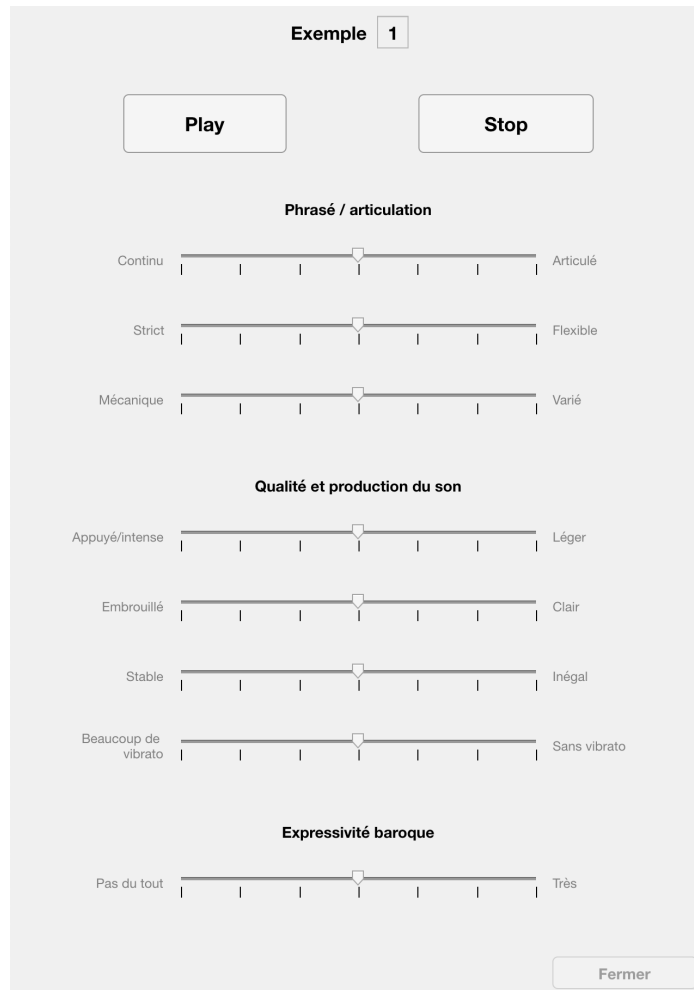 Exemple 1
Play Stop
Phrasé / articulation
Continu Articulé
Strict Flexible
Mécanique Varié
Qualité et production du son
Appuyé/intense Léger
Embrouillé Clair
Stable Inégal
Beaucoup de
vibrato Sans vibrato
Expressivité baroque
Pas du tout Très
Fermer